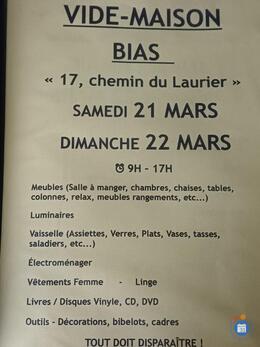 VIDE-MAISON
BIAS
« 17, chemin du Laurier »
SAMEDI 21 MARS
DIMANCHE 22 MARS
⏰ 9H – 17H
Meubles (Salle à manger, chambres, chaises, tables,
colonnes, relax, meubles rangements, etc...)
Luminaires
Vaisselle (Assiettes, Verres, Plats, Vases, tasses,
saladiers, etc...)
Électroménager
Vêtements Femme - Linge
Livres / Disques Vinyle, CD, DVD
Outils - Décorations, bibelots, cadres
TOUT DOIT DISPARAÎTRE !